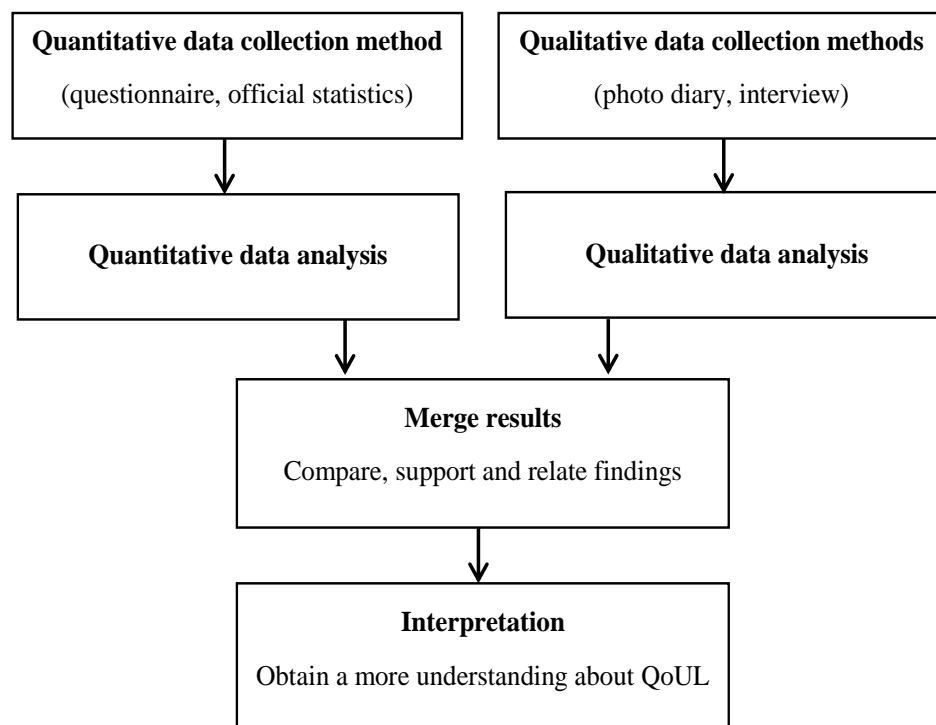 Quantitative data collection method
(questionnaire, official statistics)
Qualitative data collection methods
(photo diary, interview)
Quantitative data analysis
Qualitative data analysis
Merge results
Compare, support and relate findings
Interpretation
Obtain a more understanding about QoUL